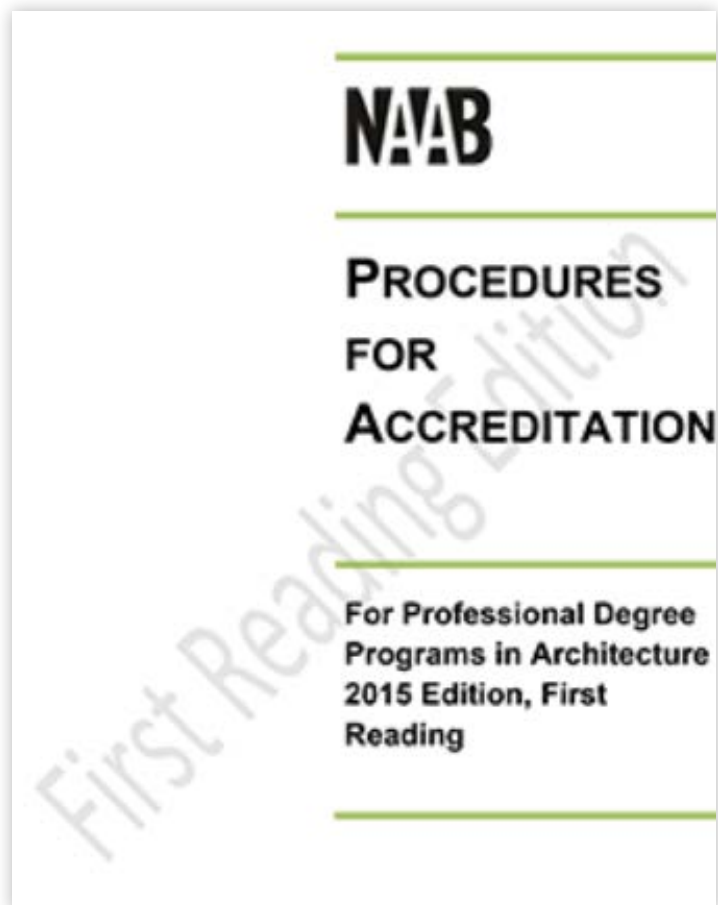 NAAB
PROCEDURES
FOR
ACCREDITATION
For Professional Degree
Programs in Architecture
2015 Edition, First
Reading
First Reading Edition